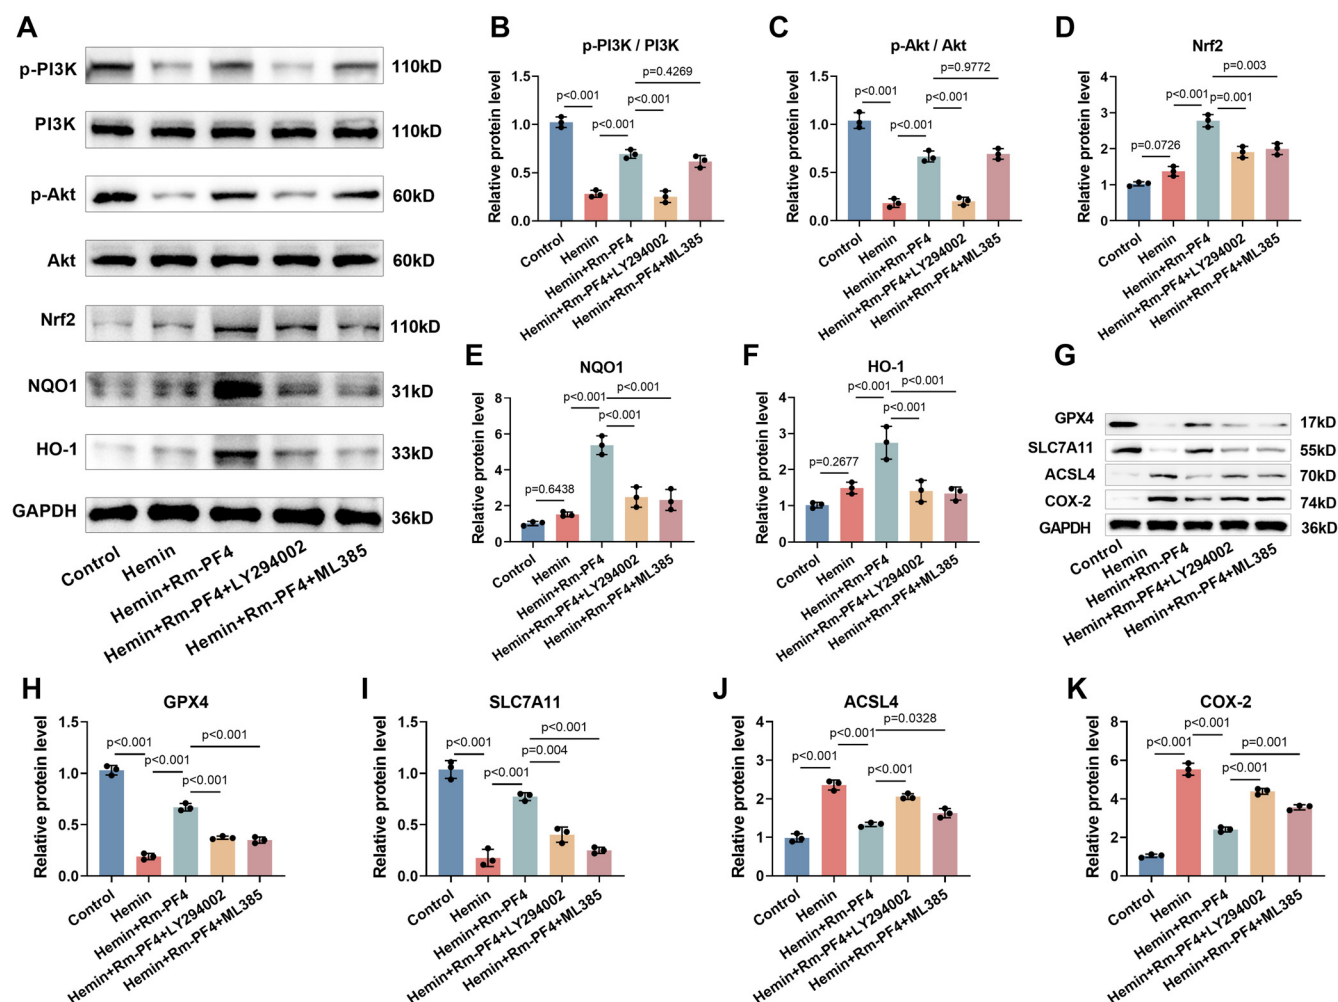 A
p-PI3K
110kD
PI3K
110kD
p-Akt
60kD
Akt
60kD
Nrf2
110kD
NQO1
31kD
HO-1
33kD
GAPDH
36kD
Control
Hemin
Hemin+Rm-PF4
Hemin+Rm-PF4+LY294002
Hemin+Rm-PF4+ML385
B
p-PI3K / PI3K
Relative protein level
1.5
1.0
0.5
0.0
p=0.4269
p<0.001
p<0.001
p<0.001
Control
Hemin
Hemin+Rm-PF4
Hemin+Rm-PF4+LY294002
Hemin+Rm-PF4+ML385
C
p-Akt / Akt
Relative protein level
1.5
1.0
0.5
0.0
p=0.9772
p<0.001
p<0.001
p<0.001
Control
Hemin
Hemin+Rm-PF4
Hemin+Rm-PF4+LY294002
Hemin+Rm-PF4+ML385
D
Nrf2
Relative protein level
4
3
2
1
0
p=0.003
p<0.001
p=0.001
p=0.0726
Control
Hemin
Hemin+Rm-PF4
Hemin+Rm-PF4+LY294002
Hemin+Rm-PF4+ML385
E
NQO1
Relative protein level
8
6
4
2
0
p<0.001
p<0.001
p<0.001
p=0.6438
Control
Hemin
Hemin+Rm-PF4
Hemin+Rm-PF4+LY294002
Hemin+Rm-PF4+ML385
F
HO-1
Relative protein level
4
3
2
1
0
p<0.001
p<0.001
p<0.001
p=0.2677
Control
Hemin
Hemin+Rm-PF4
Hemin+Rm-PF4+LY294002
Hemin+Rm-PF4+ML385
G
GPX4
17kD
SLC7A11
55kD
ACSL4
70kD
COX-2
74kD
GAPDH
36kD
Control
Hemin
Hemin+Rm-PF4
Hemin+Rm-PF4+LY294002
Hemin+Rm-PF4+ML385
H
GPX4
Relative protein level
1.5
1.0
0.5
0.0
p<0.001
p<0.001
p<0.001
p<0.001
Control
Hemin
Hemin+Rm-PF4
Hemin+Rm-PF4+LY294002
Hemin+Rm-PF4+ML385
I
SLC7A11
Relative protein level
1.5
1.0
0.5
0.0
p<0.001
p<0.001
p=0.004
p<0.001
Control
Hemin
Hemin+Rm-PF4
Hemin+Rm-PF4+LY294002
Hemin+Rm-PF4+ML385
J
ACSL4
Relative protein level
4
3
2
1
0
p=0.0328
p<0.001
p<0.001
p<0.001
Control
Hemin
Hemin+Rm-PF4
Hemin+Rm-PF4+LY294002
Hemin+Rm-PF4+ML385
K
COX-2
Relative protein level
8
6
4
2
0
p<0.001
p<0.001
p=0.001
p<0.001
Control
Hemin
Hemin+Rm-PF4
Hemin+Rm-PF4+LY294002
Hemin+Rm-PF4+ML385